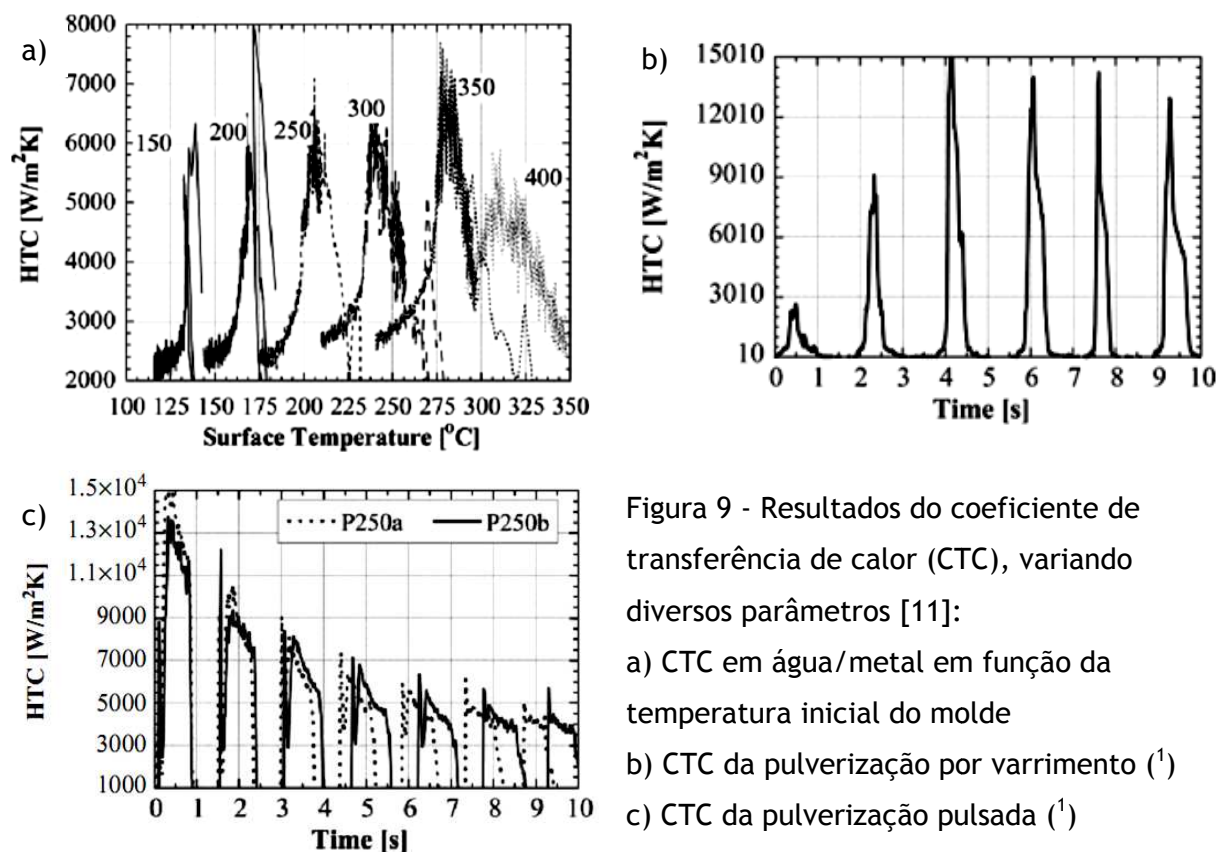 a)
HTC [W/m²K]
8000
7000
6000
5000
4000
3000
2000
150
200
250
300
350
400
100 125 150 175 200 225 250 275 300 325 350
Surface Temperature [°C]
b)
HTC [W/m²K]
15010
12010
9010
6010
3010
10
0 1 2 3 4 5 6 7 8 9 10
Time [s]
c)
HTC [W/m²K]
1.5×10⁴
1.3×10⁴
1.1×10⁴
9000
7000
5000
3000
1000
P250a P250b
0 1 2 3 4 5 6 7 8 9 10
Time [s]
Figura 9 - Resultados do coeficiente de
transferência de calor (CTC), variando
diversos parâmetros [11]:
a) CTC em água/metal em função da
temperatura inicial do molde
b) CTC da pulverização por varrimento (¹)
c) CTC da pulverização pulsada (¹)